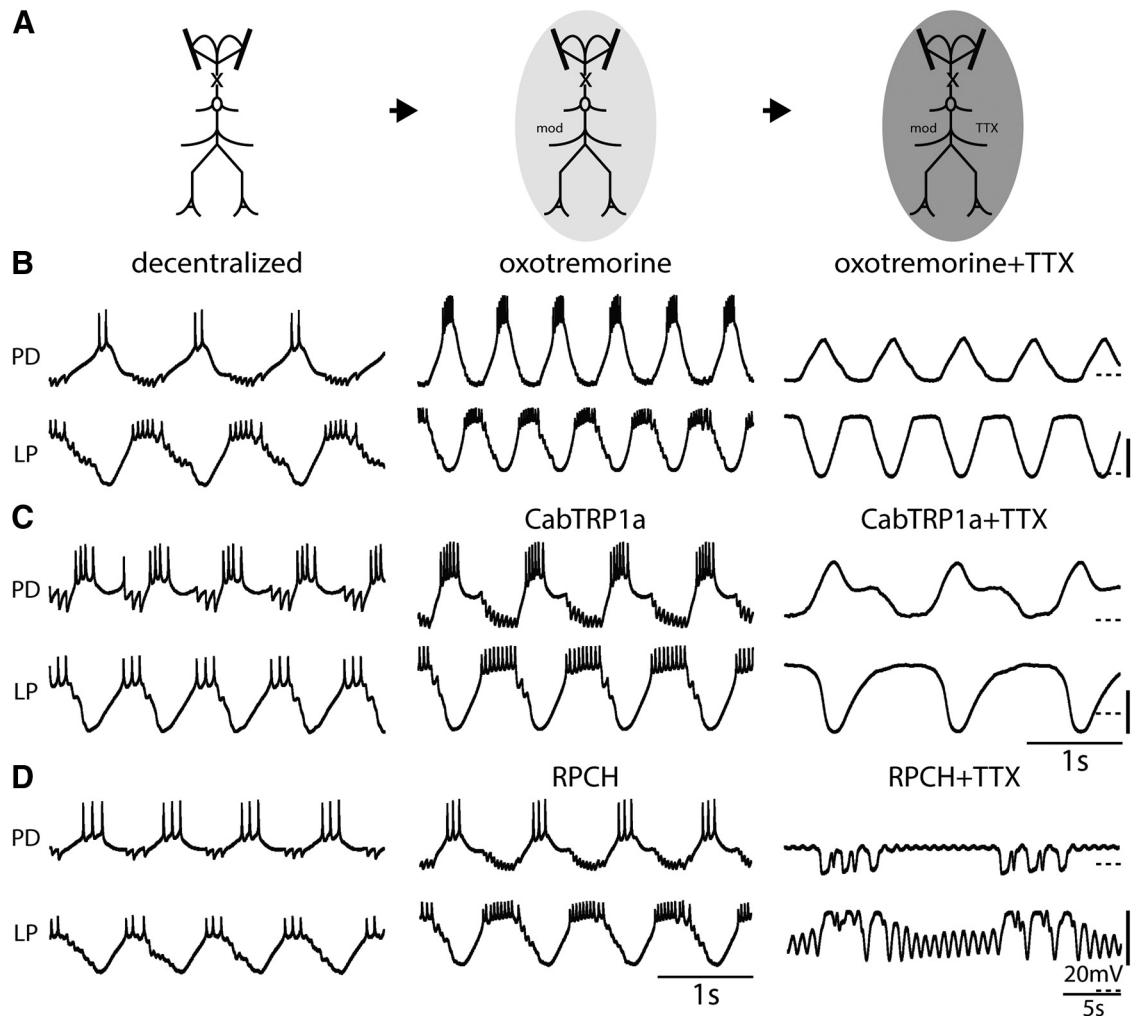 A
X
X
mod
X
mod TTX
B
decentralized
oxotremorine
oxotremorine+TTX
PD
LP
C
CabTRP1a
CabTRP1a+TTX
PD
LP
1s
D
RPCH
RPCH+TTX
PD
LP
1s
20mV
5s